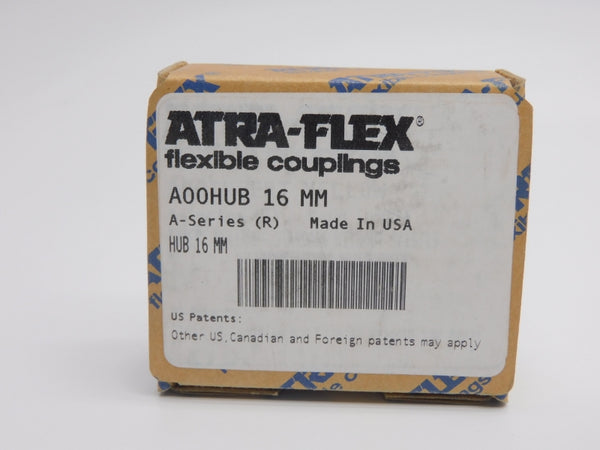 ATRA-FLEX®
flexible couplings
A00HUB 16 MM
A-Series (R) Made In USA
HUB 16 MM
US Patents:
Other US, Canadian and Foreign patents may apply